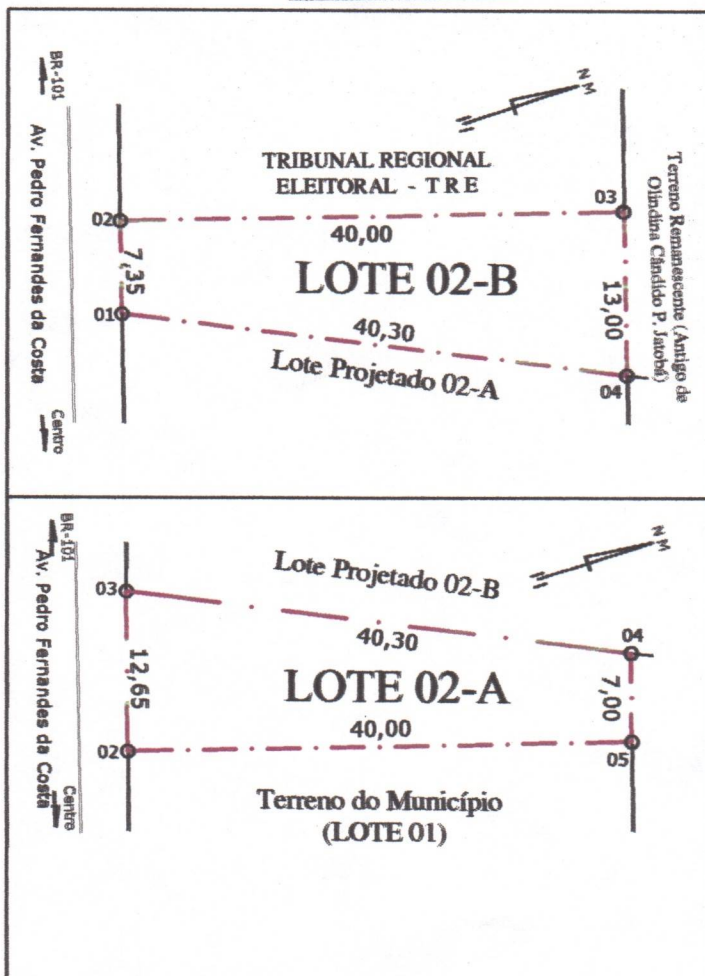 BR-101
Av. Pedro Fernandes da Costa
Centro
N M
TRIBUNAL REGIONAL
ELEITORAL - TRE
Terreno Remanescente (Antigo de
Olindina Cândido P. Jatobá)
02
03
40,00
7,35
LOTE 02-B
13,00
01
40,30
04
Lote Projetado 02-A
BR-101
Av. Pedro Fernandes da Costa
Centro
N M
Lote Projetado 02-B
03
04
40,30
12,65
LOTE 02-A
7,00
40,00
02
05
Terreno do Município
(LOTE 01)